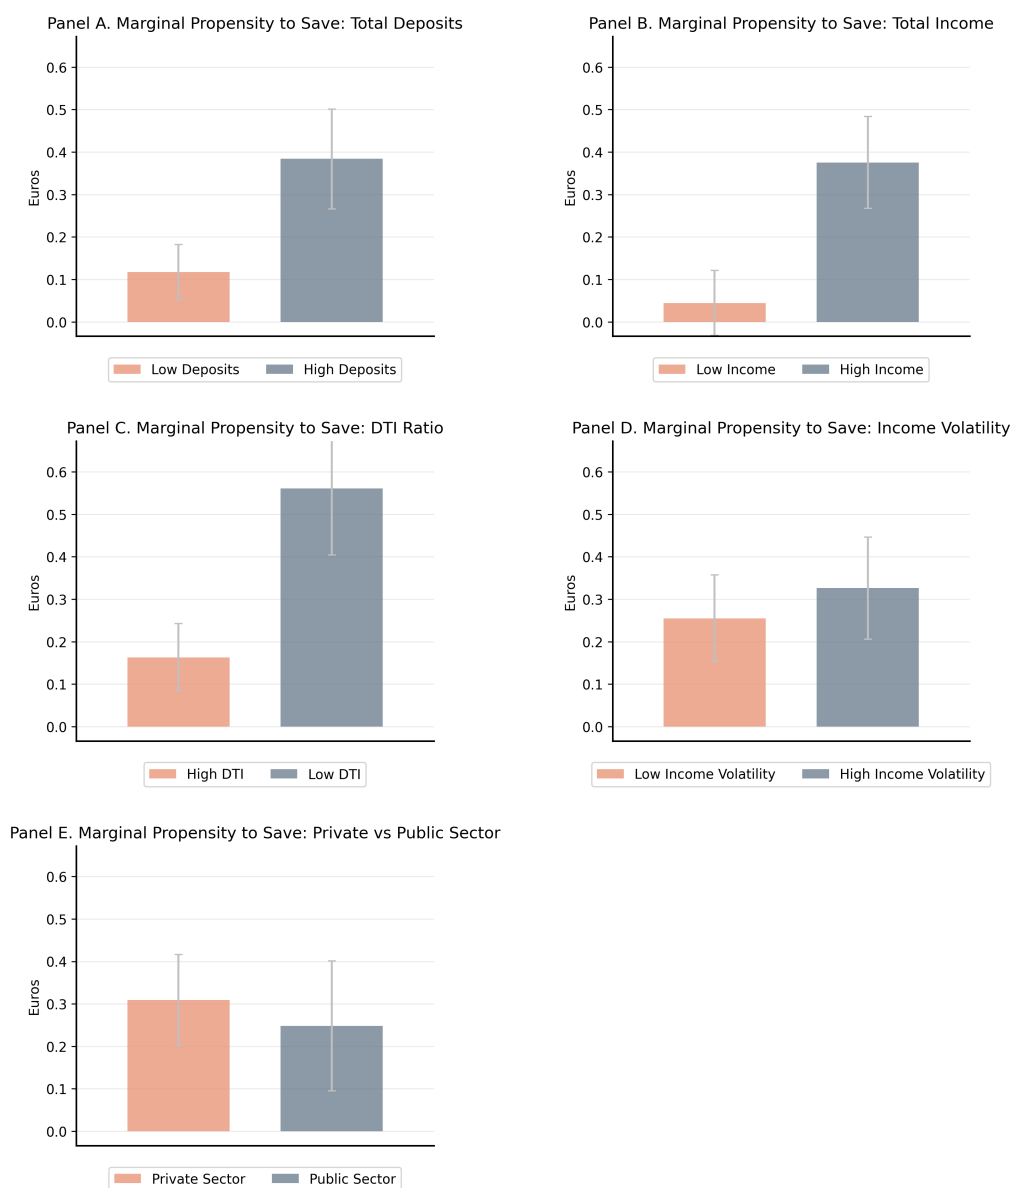 Panel A. Marginal Propensity to Save: Total Deposits
0.6
0.5
0.4
0.3
0.2
0.1
0.0
Euros
Low Deposits
High Deposits
Panel B. Marginal Propensity to Save: Total Income
0.6
0.5
0.4
0.3
0.2
0.1
0.0
Euros
Low Income
High Income
Panel C. Marginal Propensity to Save: DTI Ratio
0.6
0.5
0.4
0.3
0.2
0.1
0.0
Euros
High DTI
Low DTI
Panel D. Marginal Propensity to Save: Income Volatility
0.6
0.5
0.4
0.3
0.2
0.1
0.0
Euros
Low Income Volatility
High Income Volatility
Panel E. Marginal Propensity to Save: Private vs Public Sector
0.6
0.5
0.4
0.3
0.2
0.1
0.0
Euros
Private Sector
Public Sector